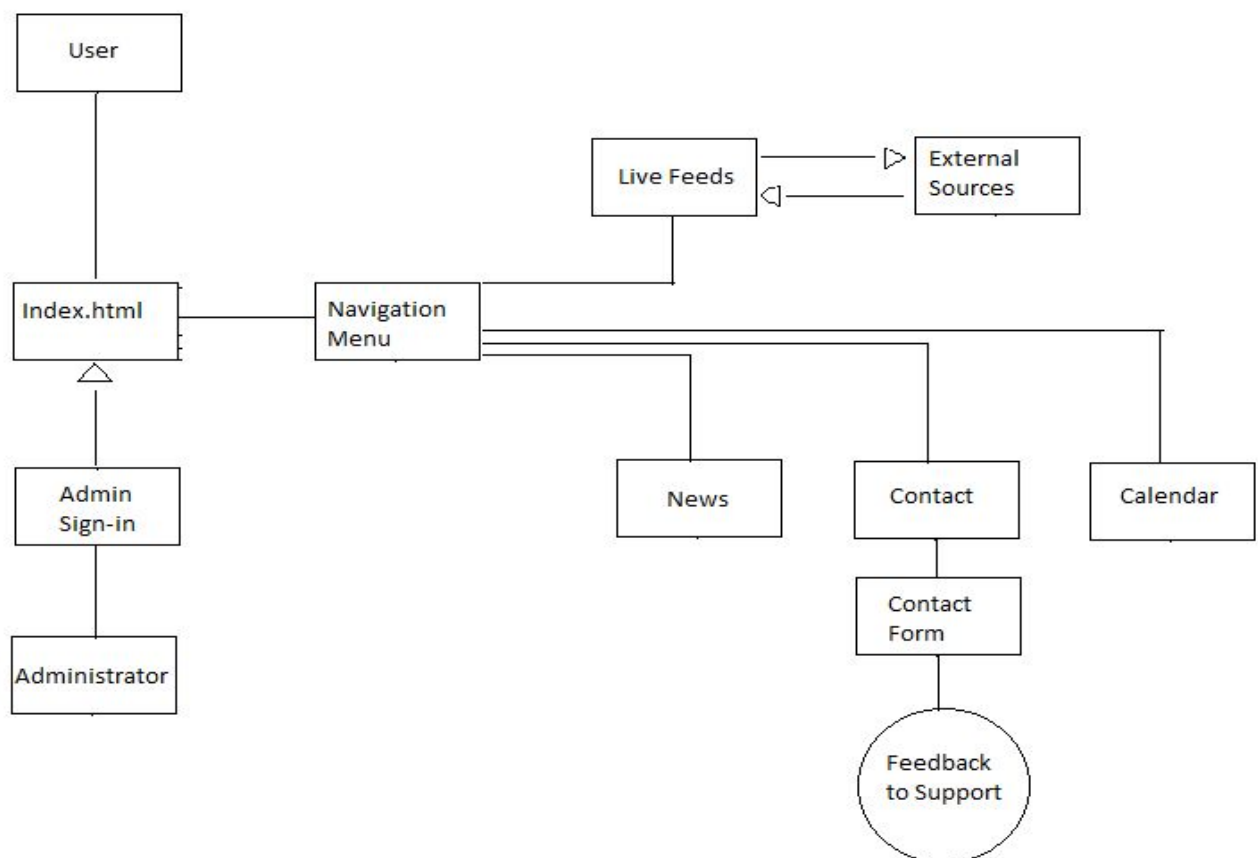 User
Live Feeds
External
Sources
Index.html
Navigation
Menu
Admin
Sign-in
News
Contact
Calendar
Contact
Form
Administrator
Feedback
to Support